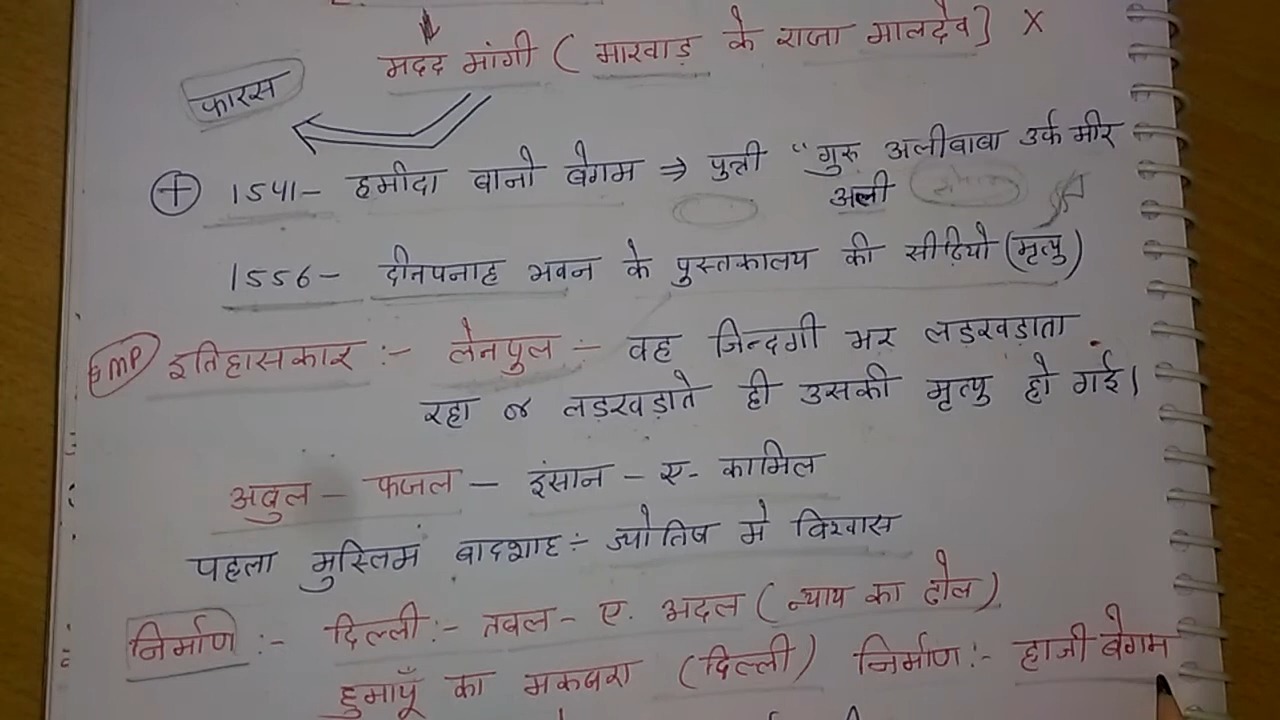 मदद मांगी ( मारवाड़ के राजा मालदेव) X
फारस
+ 1541- हमीदा बानो बेगम ⇒ पुत्री “गुरु अलीबाबा उर्फ मीर
अली
1556- दीनपनाह भवन के पुस्तकालय की सीढ़ियो (मृत्यु)
IMP इतिहासकार :- लेनपुल :- वह जिन्दगी भर लड़खड़ाता
रहा व लड़खड़ाते ही उसकी मृत्यु हो गई।
अबुल - फजल - इंसान - ए- कामिल
पहला मुस्लिम बादशाह :- ज्योतिष मे विश्वास
निर्माण :- दिल्ली:- तबल- ए. अदल ( न्याय का ढोल)
हुमायूँ का मकबरा (दिल्ली) निर्माण:- हाजी बेगम